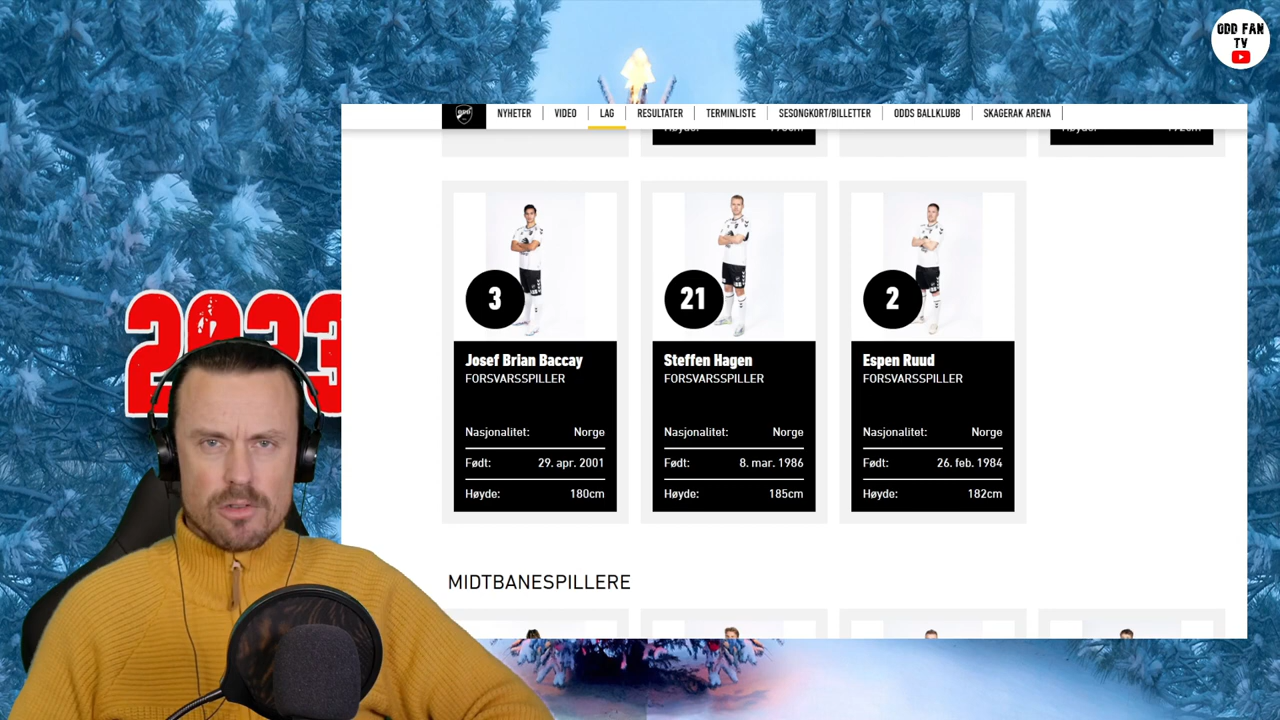 ODD FAN
TV
NYHETER
VIDEO
LAG
RESULTATER
TERMINLISTE
SESONGKORT/BILLETTER
ODDS BALLKLUBB
SKAGERAK ARENA
2023
3
Josef Brian Baccay
FORSVARSSPILLER
Nasjonalitet: Norge
Født: 29. apr. 2001
Høyde: 180cm
21
Steffen Hagen
FORSVARSSPILLER
Nasjonalitet: Norge
Født: 8. mar. 1986
Høyde: 185cm
2
Espen Ruud
FORSVARSSPILLER
Nasjonalitet: Norge
Født: 26. feb. 1984
Høyde: 182cm
MIDTBANESPILLERE